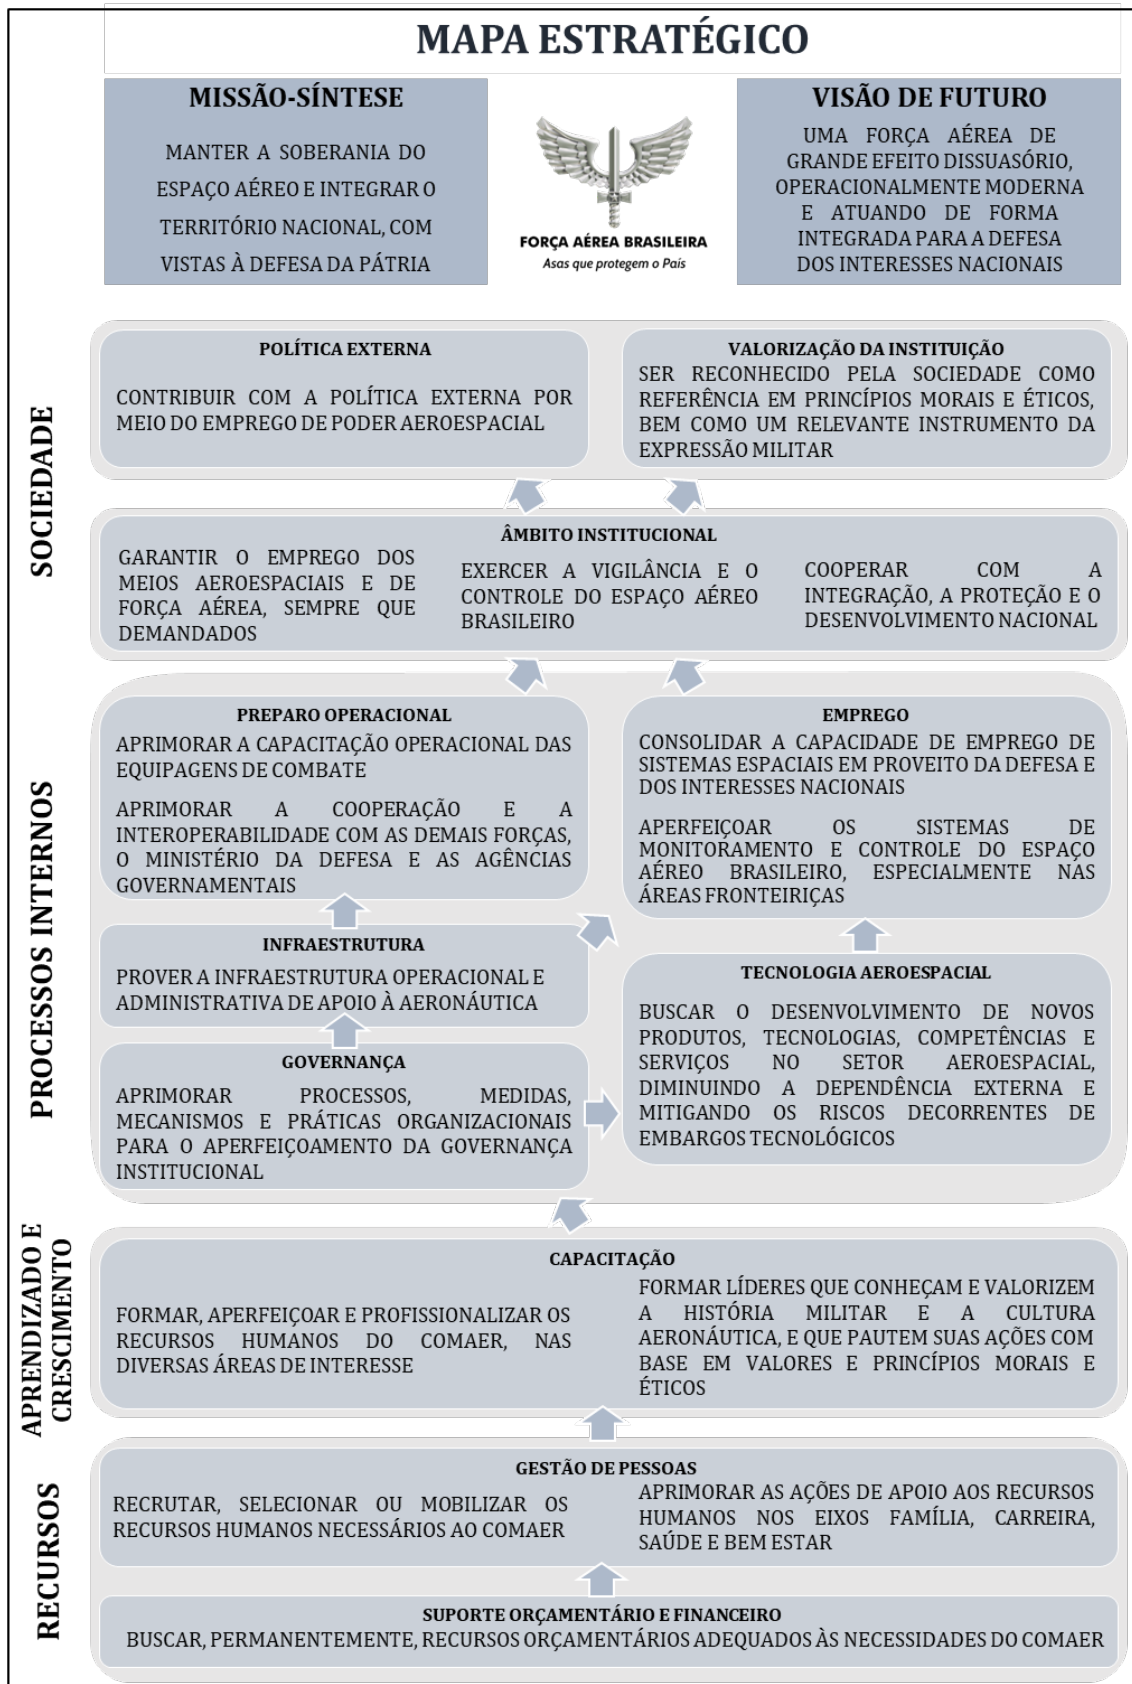 MAPA ESTRATÉGICO
MISSÃO-SÍNTESE
MANTER A SOBERANIA DO
ESPAÇO AÉREO E INTEGRAR O
TERRITÓRIO NACIONAL, COM
VISTAS À DEFESA DA PÁTRIA
FORÇA AÉREA BRASILEIRA
Asas que protegem o País
VISÃO DE FUTURO
UMA FORÇA AÉREA DE
GRANDE EFEITO DISSUASÓRIO,
OPERACIONALMENTE MODERNA
E ATUANDO DE FORMA
INTEGRADA PARA A DEFESA
DOS INTERESSES NACIONAIS
SOCIEDADE
POLÍTICA EXTERNA
CONTRIBUIR COM A POLÍTICA EXTERNA POR
MEIO DO EMPREGO DE PODER AEROESPACIAL
VALORIZAÇÃO DA INSTITUIÇÃO
SER RECONHECIDO PELA SOCIEDADE COMO
REFERÊNCIA EM PRINCÍPIOS MORAIS E ÉTICOS,
BEM COMO UM RELEVANTE INSTRUMENTO DA
EXPRESSÃO MILITAR
ÂMBITO INSTITUCIONAL
GARANTIR O EMPREGO DOS
MEIOS AEROESPACIAIS E DE
FORÇA AÉREA, SEMPRE QUE
DEMANDADOS
EXERCER A VIGILÂNCIA E O
CONTROLE DO ESPAÇO AÉREO
BRASILEIRO
COOPERAR COM A
INTEGRAÇÃO, A PROTEÇÃO E O
DESENVOLVIMENTO NACIONAL
PROCESSOS INTERNOS
PREPARO OPERACIONAL
APRIMORAR A CAPACITAÇÃO OPERACIONAL DAS
EQUIPAGENS DE COMBATE
APRIMORAR A COOPERAÇÃO E A
INTEROPERABILIDADE COM AS DEMAIS FORÇAS,
O MINISTÉRIO DA DEFESA E AS AGÊNCIAS
GOVERNAMENTAIS
EMPREGO
CONSOLIDAR A CAPACIDADE DE EMPREGO DE
SISTEMAS ESPACIAIS EM PROVEITO DA DEFESA E
DOS INTERESSES NACIONAIS
APERFEIÇOAR OS SISTEMAS DE
MONITORAMENTO E CONTROLE DO ESPAÇO
AÉREO BRASILEIRO, ESPECIALMENTE NAS
ÁREAS FRONTEIRIÇAS
INFRAESTRUTURA
PROVER A INFRAESTRUTURA OPERACIONAL E
ADMINISTRATIVA DE APOIO À AERONÁUTICA
GOVERNANÇA
APRIMORAR PROCESSOS, MEDIDAS,
MECANISMOS E PRÁTICAS ORGANIZACIONAIS
PARA O APERFEIÇOAMENTO DA GOVERNANÇA
INSTITUCIONAL
TECNOLOGIA AEROESPACIAL
BUSCAR O DESENVOLVIMENTO DE NOVOS
PRODUTOS, TECNOLOGIAS, COMPETÊNCIAS E
SERVIÇOS NO SETOR AEROESPACIAL,
DIMINUINDO A DEPENDÊNCIA EXTERNA E
MITIGANDO OS RISCOS DECORRENTES DE
EMBARGOS TECNOLÓGICOS
APRENDIZADO E
CRESCIMENTO
CAPACITAÇÃO
FORMAR, APERFEIÇOAR E PROFISSIONALIZAR OS
RECURSOS HUMANOS DO COMAER, NAS
DIVERSAS ÁREAS DE INTERESSE
FORMAR LÍDERES QUE CONHEÇAM E VALORIZEM
A HISTÓRIA MILITAR E A CULTURA
AERONÁUTICA, E QUE PAUTEM SUAS AÇÕES COM
BASE EM VALORES E PRINCÍPIOS MORAIS E
ÉTICOS
RECURSOS
GESTÃO DE PESSOAS
RECRUTAR, SELECIONAR OU MOBILIZAR OS
RECURSOS HUMANOS NECESSÁRIOS AO COMAER
APRIMORAR AS AÇÕES DE APOIO AOS RECURSOS
HUMANOS NOS EIXOS FAMÍLIA, CARREIRA,
SAÚDE E BEM ESTAR
SUPORTE ORÇAMENTÁRIO E FINANCEIRO
BUSCAR, PERMANENTEMENTE, RECURSOS ORÇAMENTÁRIOS ADEQUADOS ÀS NECESSIDADES DO COMAER